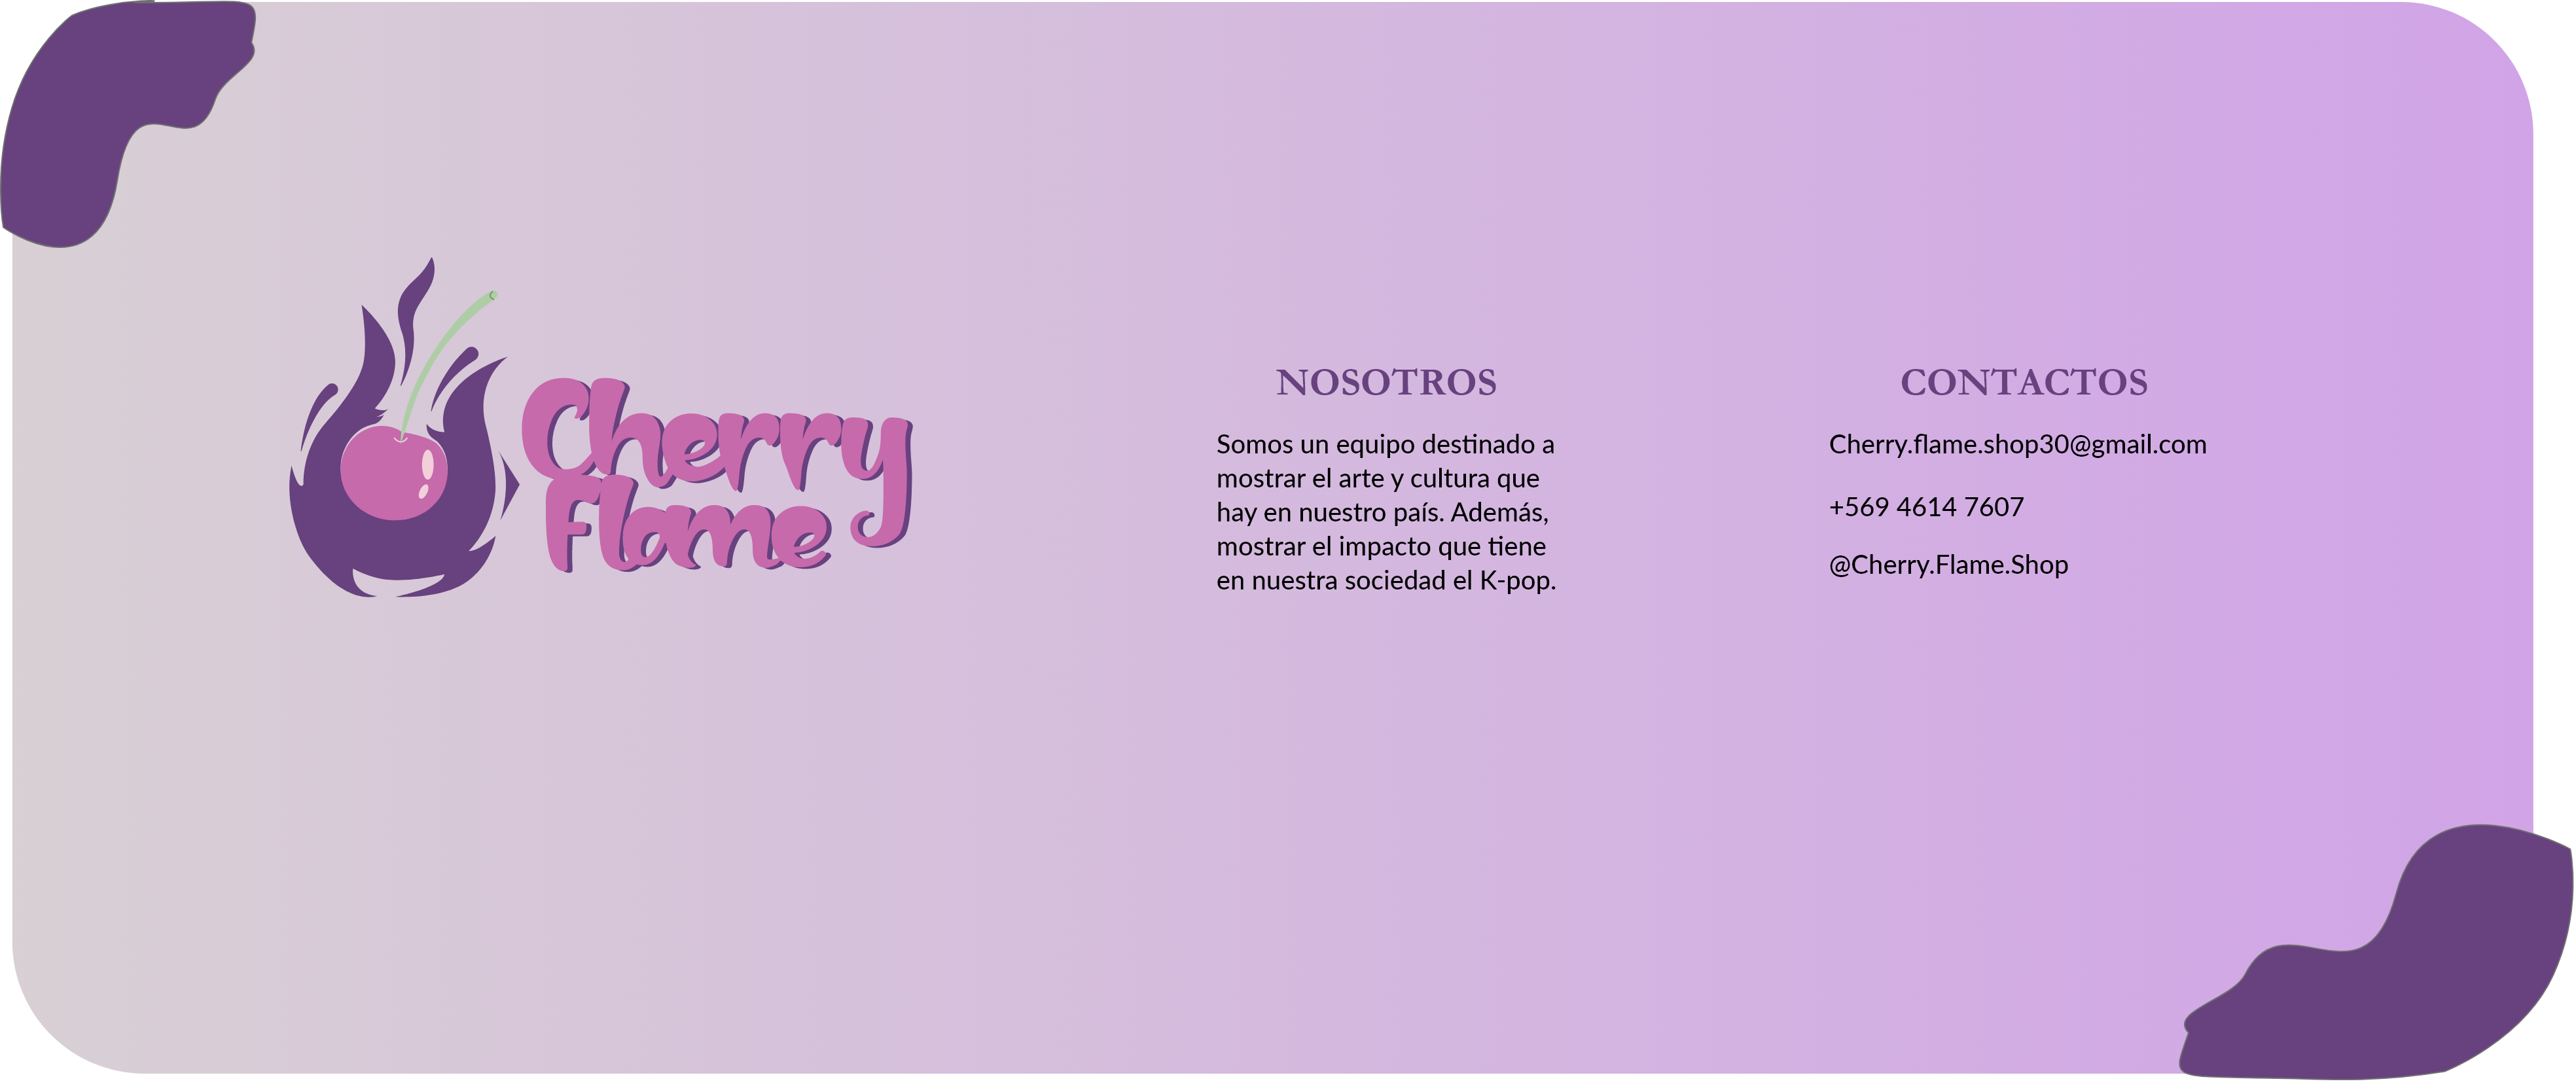 Cherry
Flame
NOSOTROS
Somos un equipo destinado a
mostrar el arte y cultura que
hay en nuestro país. Además,
mostrar el impacto que tiene
en nuestra sociedad el K-pop.
CONTACTOS
Cherry.flame.shop30@gmail.com
+569 4614 7607
@Cherry.Flame.Shop